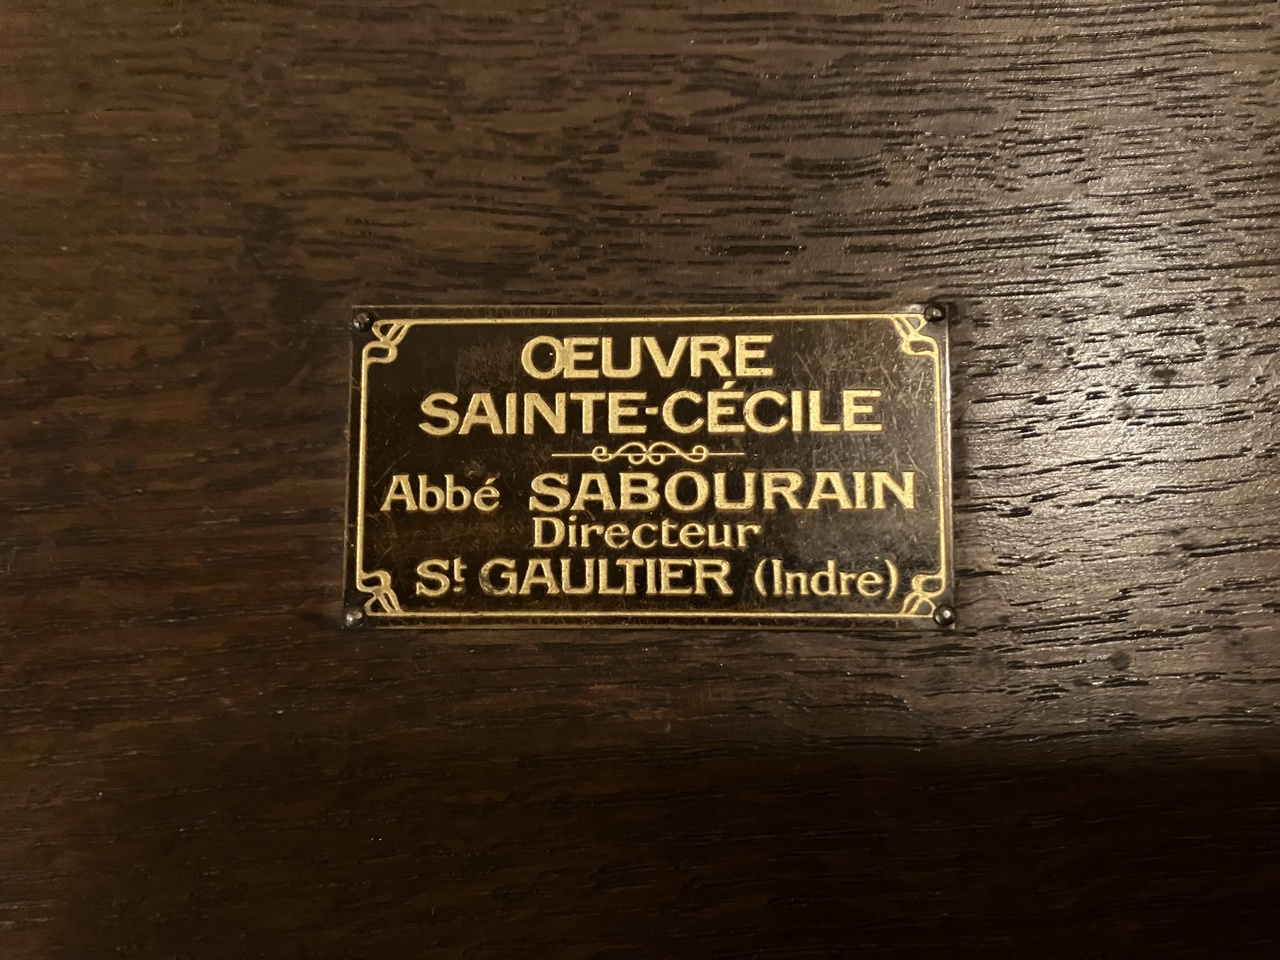 ŒUVRE
SAINTE-CÉCILE
Abbé SABOURAIN
Directeur
St GAULTIER (Indre)